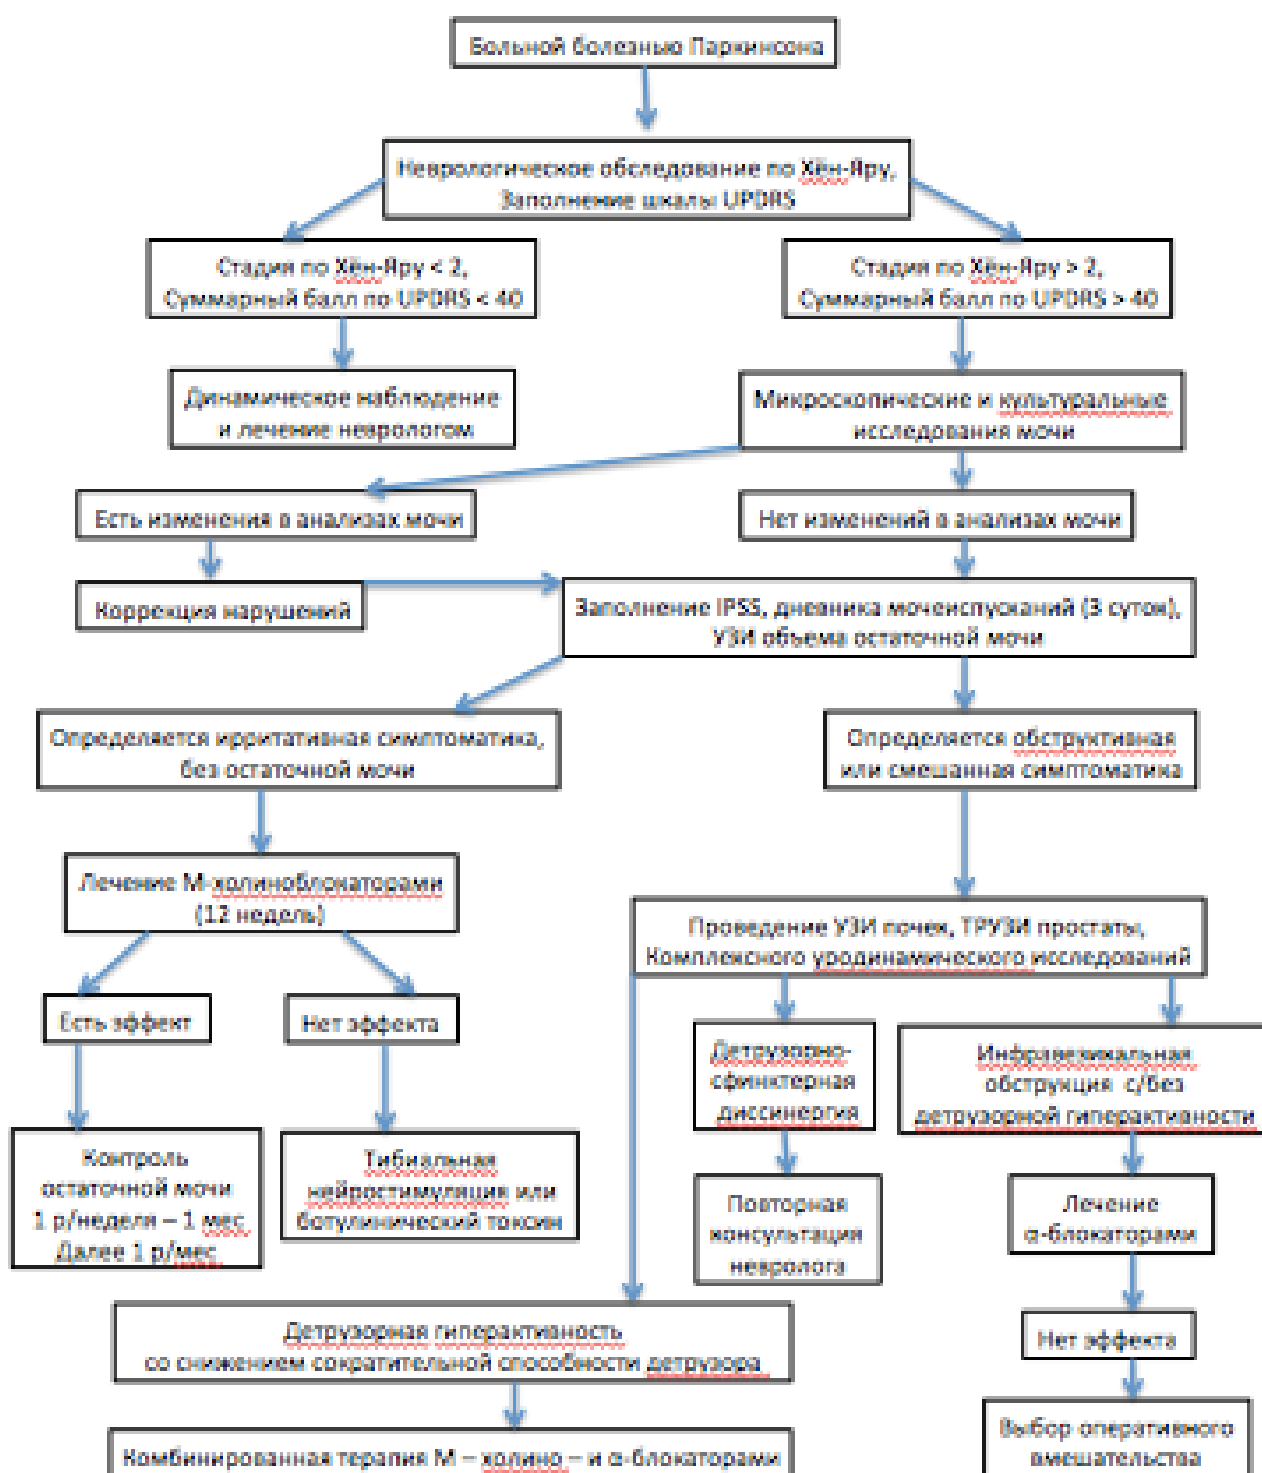 Больной болезнью Паркинсона
Неврологическое обследование по Хён-Яру,
Заполнение шкалы UPDRS
Стадия по Хён-Яру < 2,
Суммарный балл по UPDRS < 40
Стадия по Хён-Яру > 2,
Суммарный балл по UPDRS > 40
Динамическое наблюдение
и лечение неврологом
Микроскопические и культуральные
исследования мочи
Есть изменения в анализах мочи
Нет изменений в анализах мочи
Коррекция нарушений
Заполнение IPSS, дневника мочеиспусканий (3 суток),
УЗИ объема остаточной мочи
Определяется ирритативная симптоматика,
без остаточной мочи
Определяется обструктивная
или смешанная симптоматика
Лечение М-холиноблокаторами
(12 недель)
Проведение УЗИ почек, ТРУЗИ простаты,
Комплексного уродинамического исследований
Есть эффект
Нет эффекта
Детрузорно-
сфинктерная
диссинергия
Инфравезикальная
обструкция с/без
детрузорной гиперактивности
Контроль
остаточной мочи
1 р/неделя – 1 мес
Далее 1 р/мес
Тибиальная
нейростимуляция или
ботулинический токсин
Повторная
консультация
невролога
Лечение
α-блокаторами
Детрузорная гиперактивность
со снижением сократительной способности детрузора
Нет эффекта
Комбинированная терапия М – холино – и α-блокаторами
Выбор оперативного
вмешательства